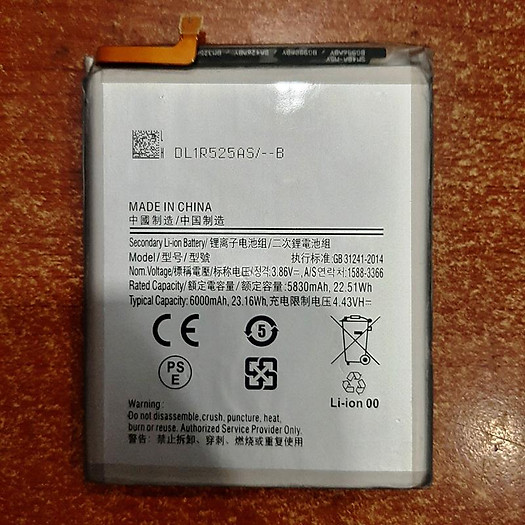 DL1R525AS/--B
MADE IN CHINA
中國制造/中国制造
Secondary Li-ion Battery/ 锂离子电池组/二次鋰電池組
Model/型号/型號 执行标准:GB 31241-2014
Nom.Voltage/標稱電壓/标称电压/정격 3.86V⎓, A/S연락처:1588-3366
Rated Capacity/額定電容量/额定容量: 5830mAh, 22.51Wh
Typical Capacity: 6000mAh, 23.16Wh,充电限制电压 4.43V⎓
CE
5
PS
E
Li-ion 00
Warning:
Do not disassemble, crush, puncture, heat,
burn or reuse. Authorized Service Provider Only.
警告: 禁止拆卸、穿刺、燃烧或重复使用